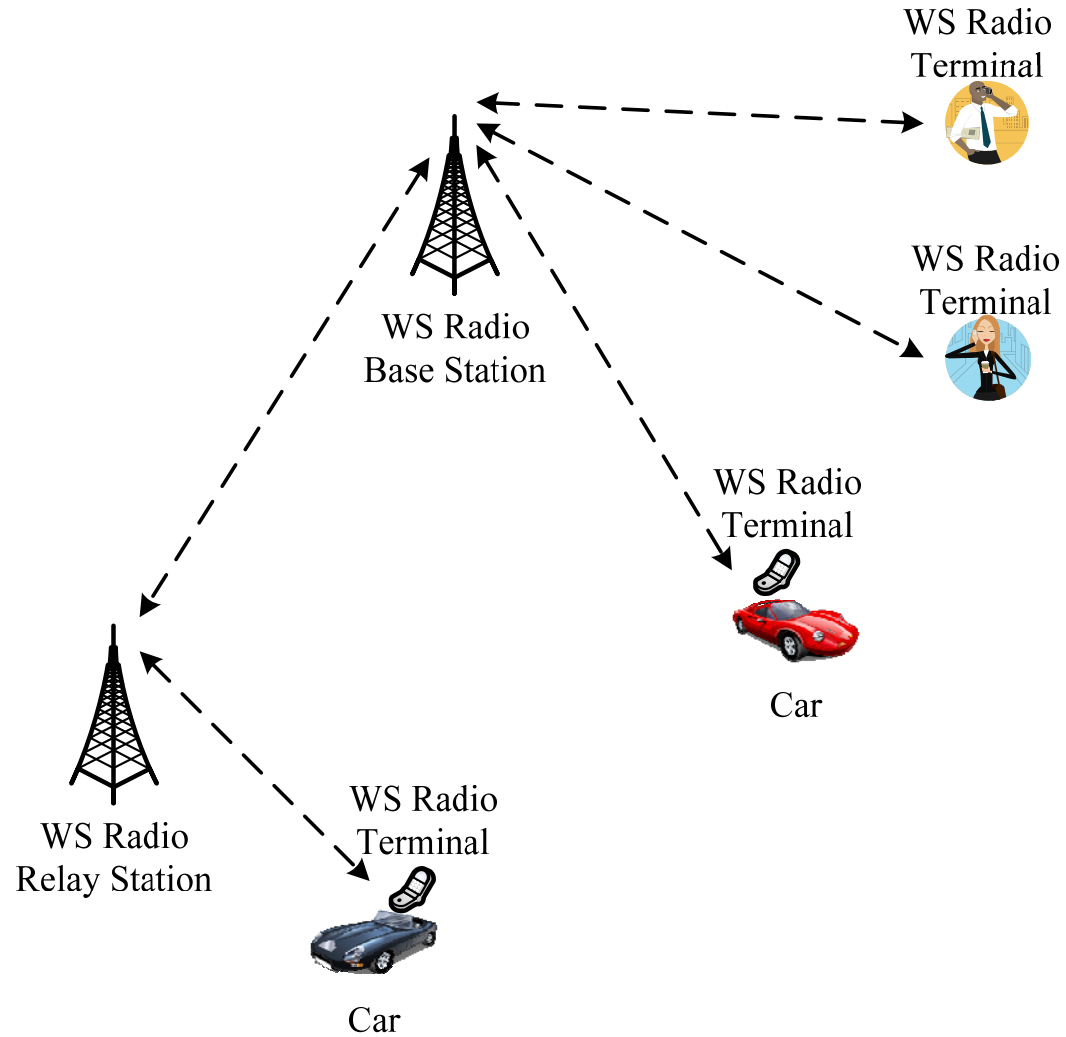 WS Radio
Terminal
WS Radio
Terminal
WS Radio
Base Station
WS Radio
Terminal
Car
WS Radio
Terminal
WS Radio
Relay Station
Car